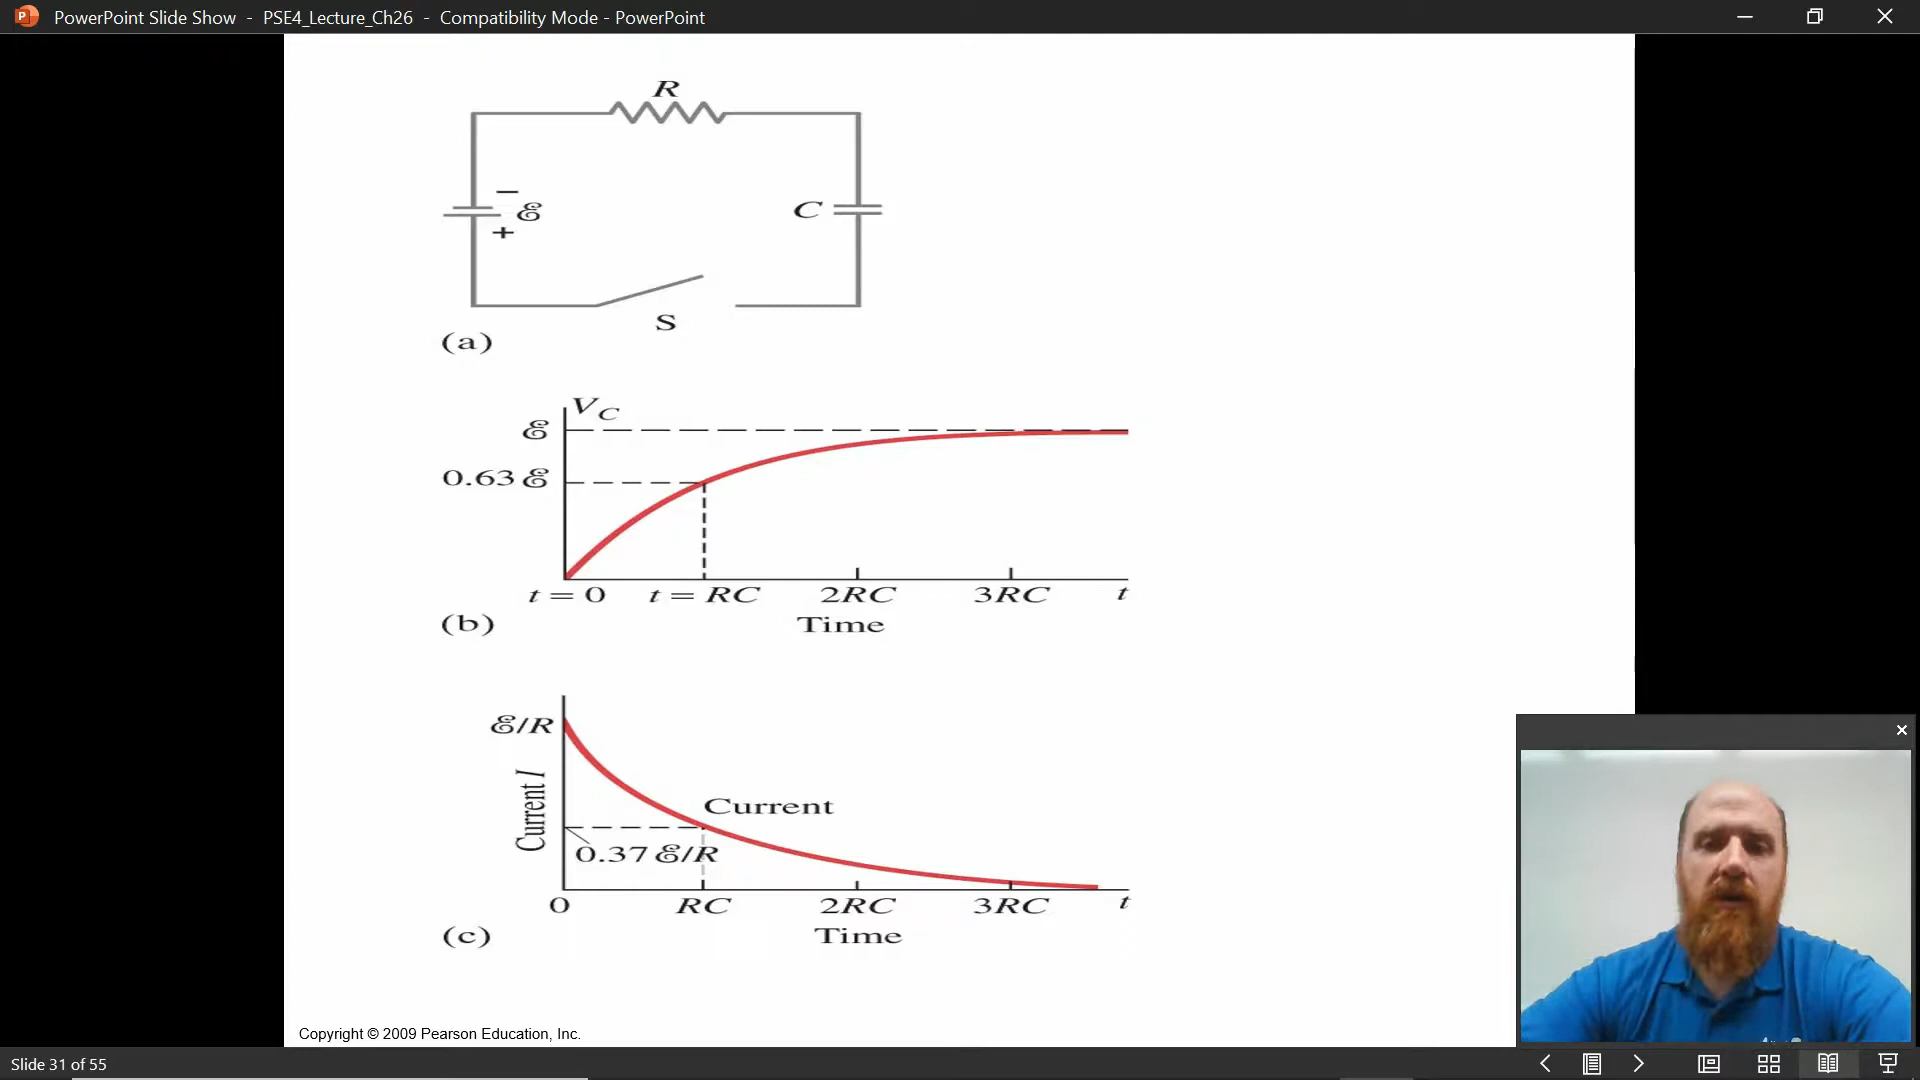 PowerPoint Slide Show - PSE4_Lecture_Ch26 - Compatibility Mode - PowerPoint
R
−
ℰ
+
C
S
(a)
V_C
ℰ
0.63 ℰ
t = 0 t = RC 2RC 3RC t
Time
(b)
ℰ/R
Current I
Current
0.37 ℰ/R
0 RC 2RC 3RC t
Time
(c)
Copyright © 2009 Pearson Education, Inc.
Slide 31 of 55